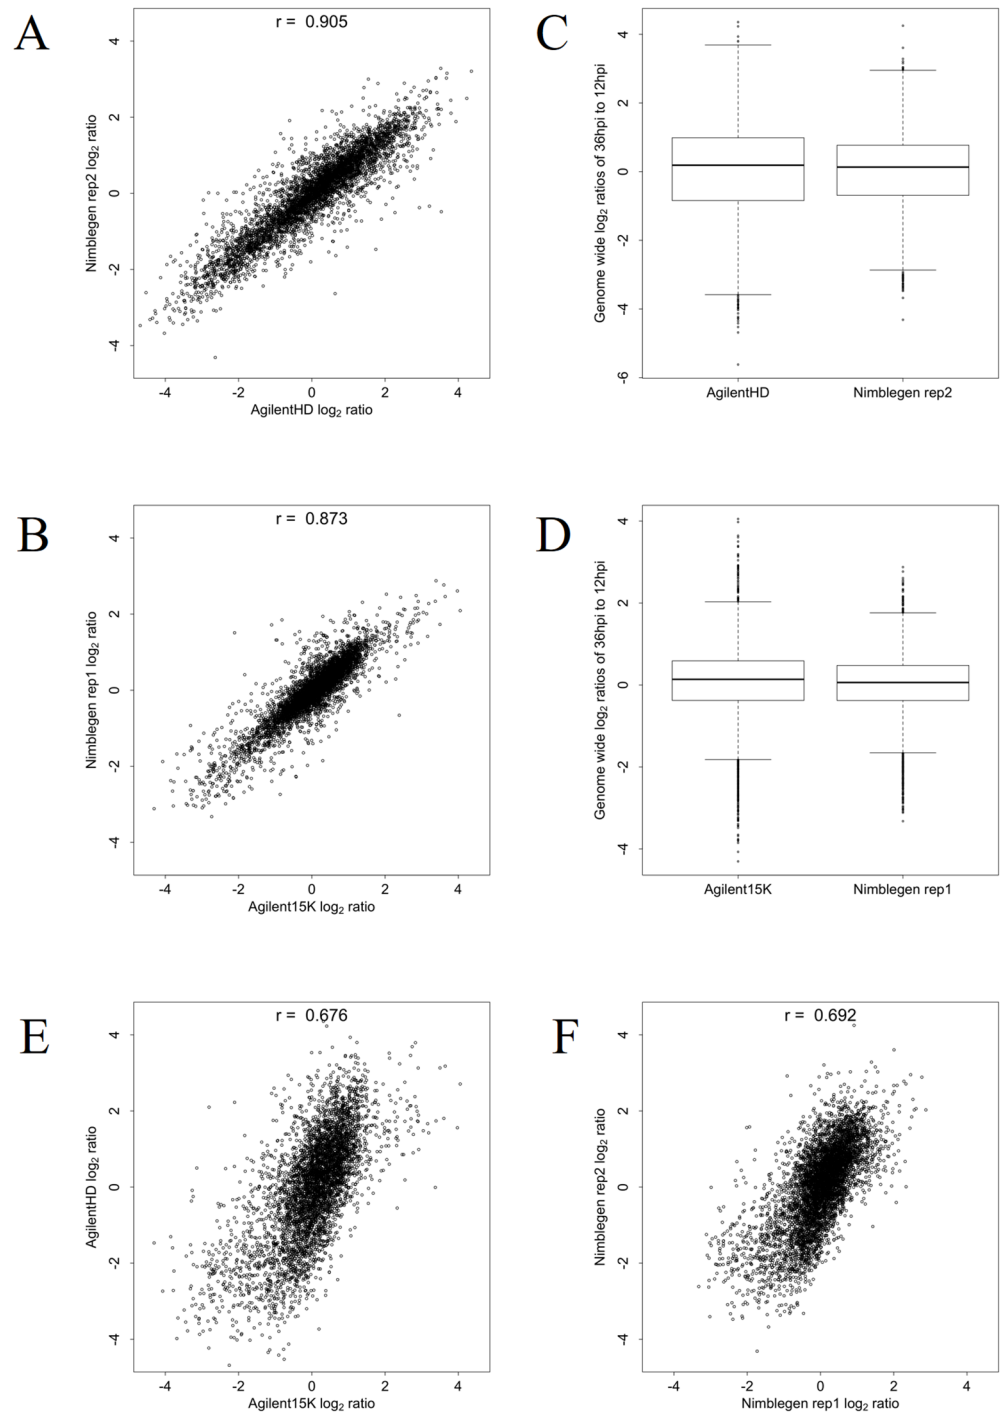 A
r = 0.905
Nimblegen rep2 log2 ratio
4
2
0
-2
-4
-4 -2 0 2 4
AgilentHD log2 ratio
C
Genome wide log2 ratios of 36hpi to 12hpi
4
2
0
-2
-4
-6
AgilentHD Nimblegen rep2
B
r = 0.873
Nimblegen rep1 log2 ratio
4
2
0
-2
-4
-4 -2 0 2 4
Agilent15K log2 ratio
D
Genome wide log2 ratios of 36hpi to 12hpi
4
2
0
-2
-4
Agilent15K Nimblegen rep1
E
r = 0.676
AgilentHD log2 ratio
4
2
0
-2
-4
-4 -2 0 2 4
Agilent15K log2 ratio
F
r = 0.692
Nimblegen rep2 log2 ratio
4
2
0
-2
-4
-4 -2 0 2 4
Nimblegen rep1 log2 ratio